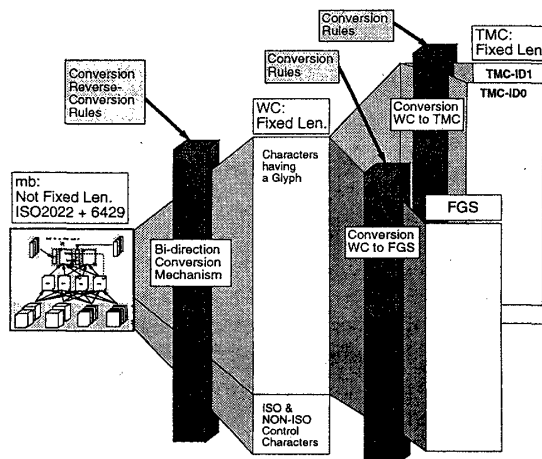 Conversion
Rules
TMC:
Fixed Len.
Conversion
Rules
TMC-ID1
TMC-ID0
Conversion
Reverse-
Conversion
Rules
WC:
Fixed Len.
Conversion
WC to TMC
Characters
having
a Glyph
mb:
Not Fixed Len.
ISO2022 + 6429
FGS
Bi-direction
Conversion
Mechanism
Conversion
WC to FGS
ISO &
NON-ISO
Control
Characters